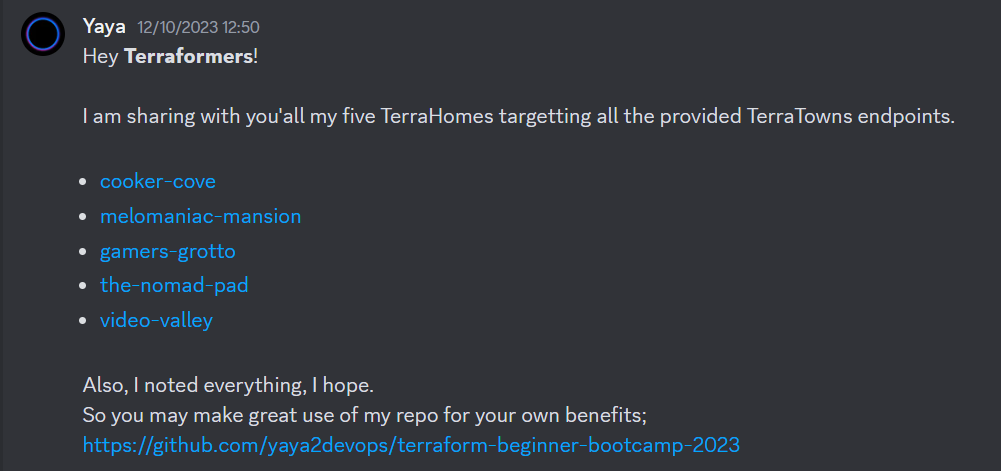 Yaya 12/10/2023 12:50
Hey Terraformers!
I am sharing with you'all my five TerraHomes targetting all the provided TerraTowns endpoints.
cooker-cove
melomaniac-mansion
gamers-grotto
the-nomad-pad
video-valley
Also, I noted everything, I hope.
So you may make great use of my repo for your own benefits;
https://github.com/yaya2devops/terraform-beginner-bootcamp-2023